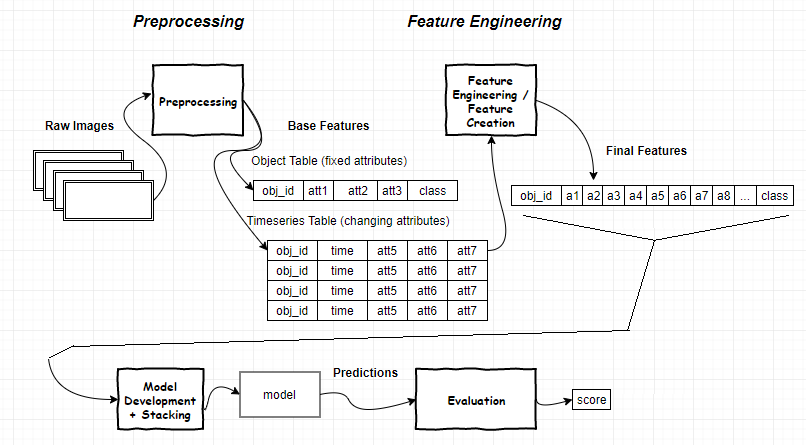 Preprocessing
Feature Engineering
Preprocessing
Feature
Engineering /
Feature
Creation
Raw Images
Base Features
Final Features
Object Table (fixed attributes)
obj_id att1 att2 att3 class
obj_id a1 a2 a3 a4 a5 a6 a7 a8 ... class
Timeseries Table (changing attributes)
obj_id time att5 att6 att7
obj_id time att5 att6 att7
obj_id time att5 att6 att7
obj_id time att5 att6 att7
Model
Development
+ Stacking
model
Predictions
Evaluation
score